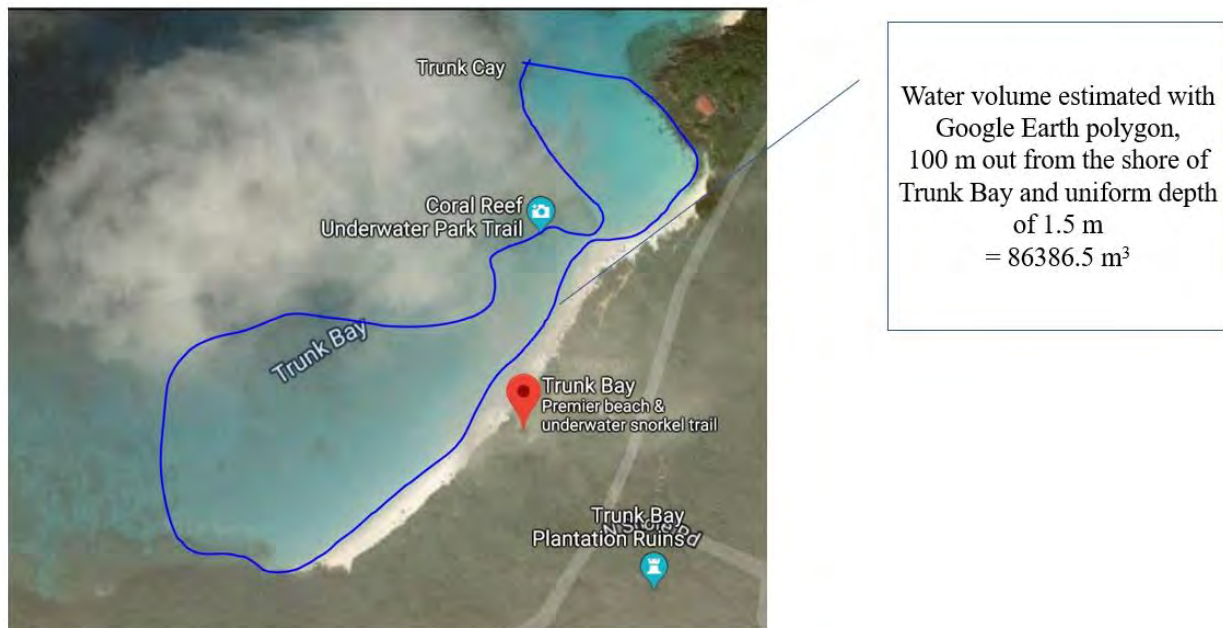 Trunk Cay
Coral Reef
Underwater Park Trail
Trunk Bay
Trunk Bay
Premier beach &
underwater snorkel trail
Trunk Bay
N Shore Rd
Plantation Ruins
Water volume estimated with
Google Earth polygon,
100 m out from the shore of
Trunk Bay and uniform depth
of 1.5 m
= 86386.5 m³